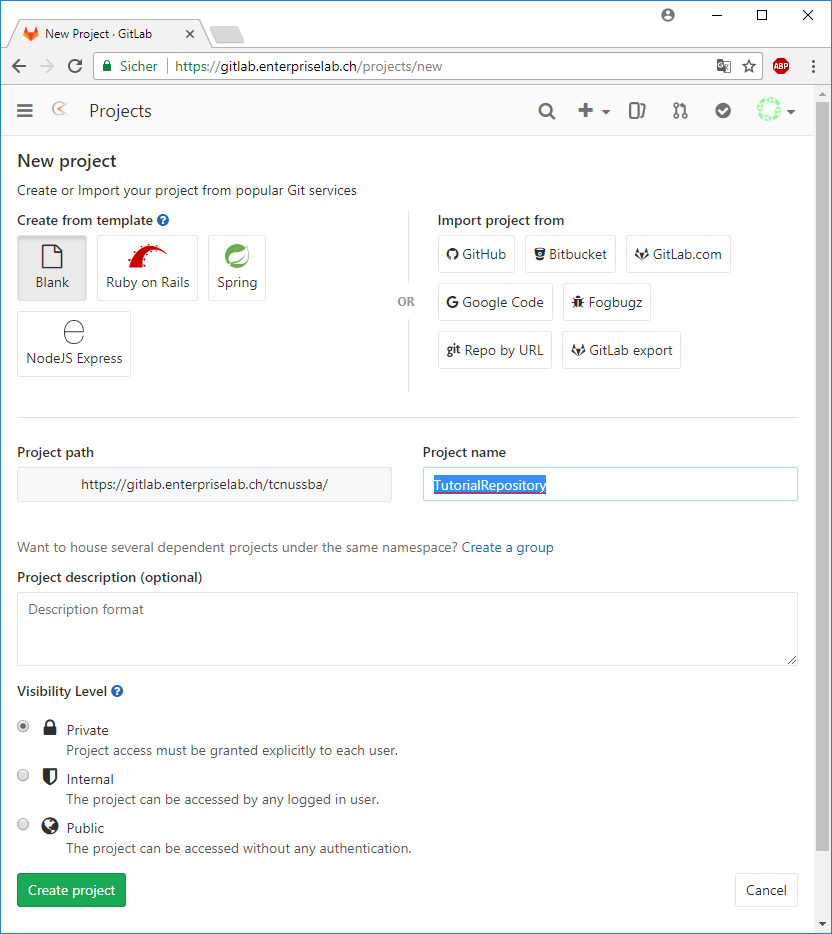 New Project · GitLab
Sicher https://gitlab.enterpriselab.ch/projects/new
ABP
Projects
New project
Create or Import your project from popular Git services
Create from template ?
Blank
Ruby on Rails
Spring
NodeJS Express
OR
Import project from
GitHub
Bitbucket
GitLab.com
G Google Code
Fogbugz
git Repo by URL
GitLab export
Project path
https://gitlab.enterpriselab.ch/tcnussba/
Project name
TutorialRepository
Want to house several dependent projects under the same namespace? Create a group
Project description (optional)
Description format
Visibility Level ?
Private
Project access must be granted explicitly to each user.
Internal
The project can be accessed by any logged in user.
Public
The project can be accessed without any authentication.
Create project
Cancel